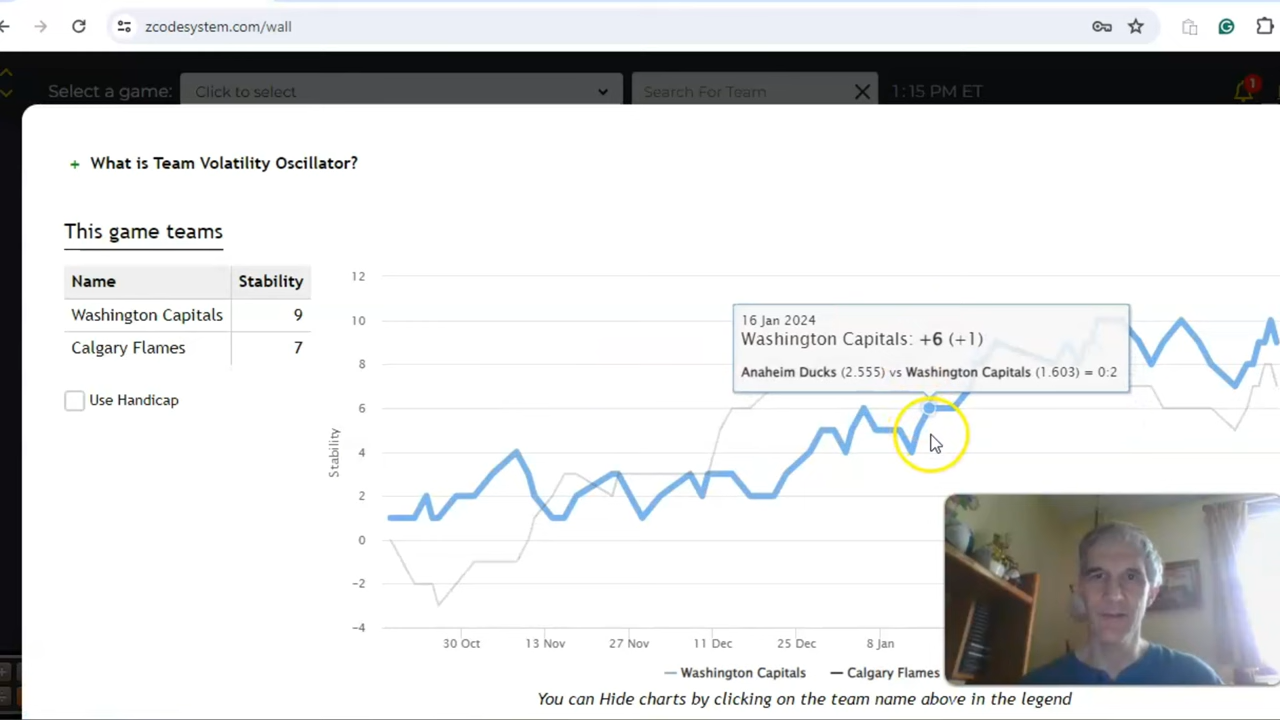 zcodesystem.com/wall
Select a game: Click to select Search For Team 1:15 PM ET 1
+ What is Team Volatility Oscillator?
This game teams
Name Stability
Washington Capitals 9
Calgary Flames 7
Use Handicap
Stability
12
10
8
6
4
2
0
-2
-4
16 Jan 2024
Washington Capitals: +6 (+1)
Anaheim Ducks (2.555) vs Washington Capitals (1.603) = 0:2
30 Oct 13 Nov 27 Nov 11 Dec 25 Dec 8 Jan
Washington Capitals Calgary Flames
You can Hide charts by clicking on the team name above in the legend